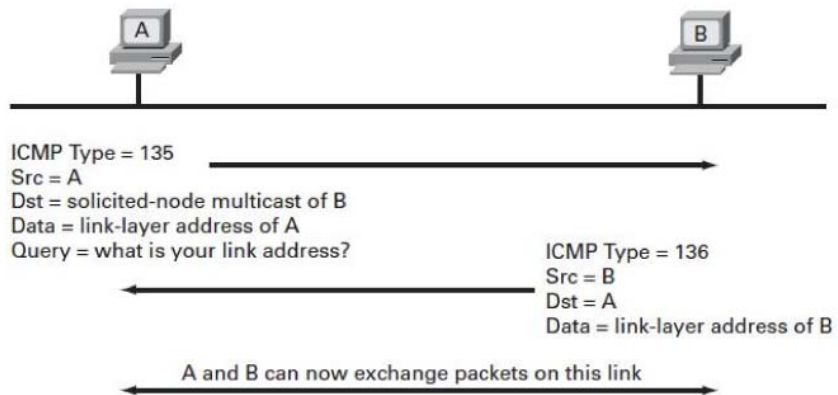 A
B
ICMP Type = 135
Src = A
Dst = solicited-node multicast of B
Data = link-layer address of A
Query = what is your link address?
ICMP Type = 136
Src = B
Dst = A
Data = link-layer address of B
A and B can now exchange packets on this link